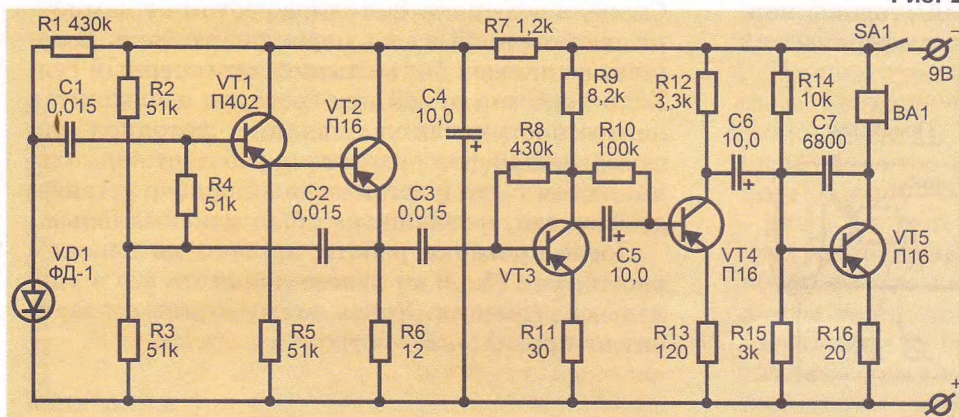 R1 430k
R7 1,2k
SA1
–
9В
C1
0,015
R2
51k
VT1
П402
VT2
П16
C4
10,0
+
R9
8,2k
R12
3,3k
R14
10k
BA1
R8
430k
R10
100k
C6
10,0
+
C7
6800
R4
51k
C2
0,015
C3
0,015
VD1
ФД-1
VT3
+
C5
10,0
VT4
П16
VT5
П16
R3
51k
R5
51k
R6
12
R11
30
R13
120
R15
3k
R16
20
+